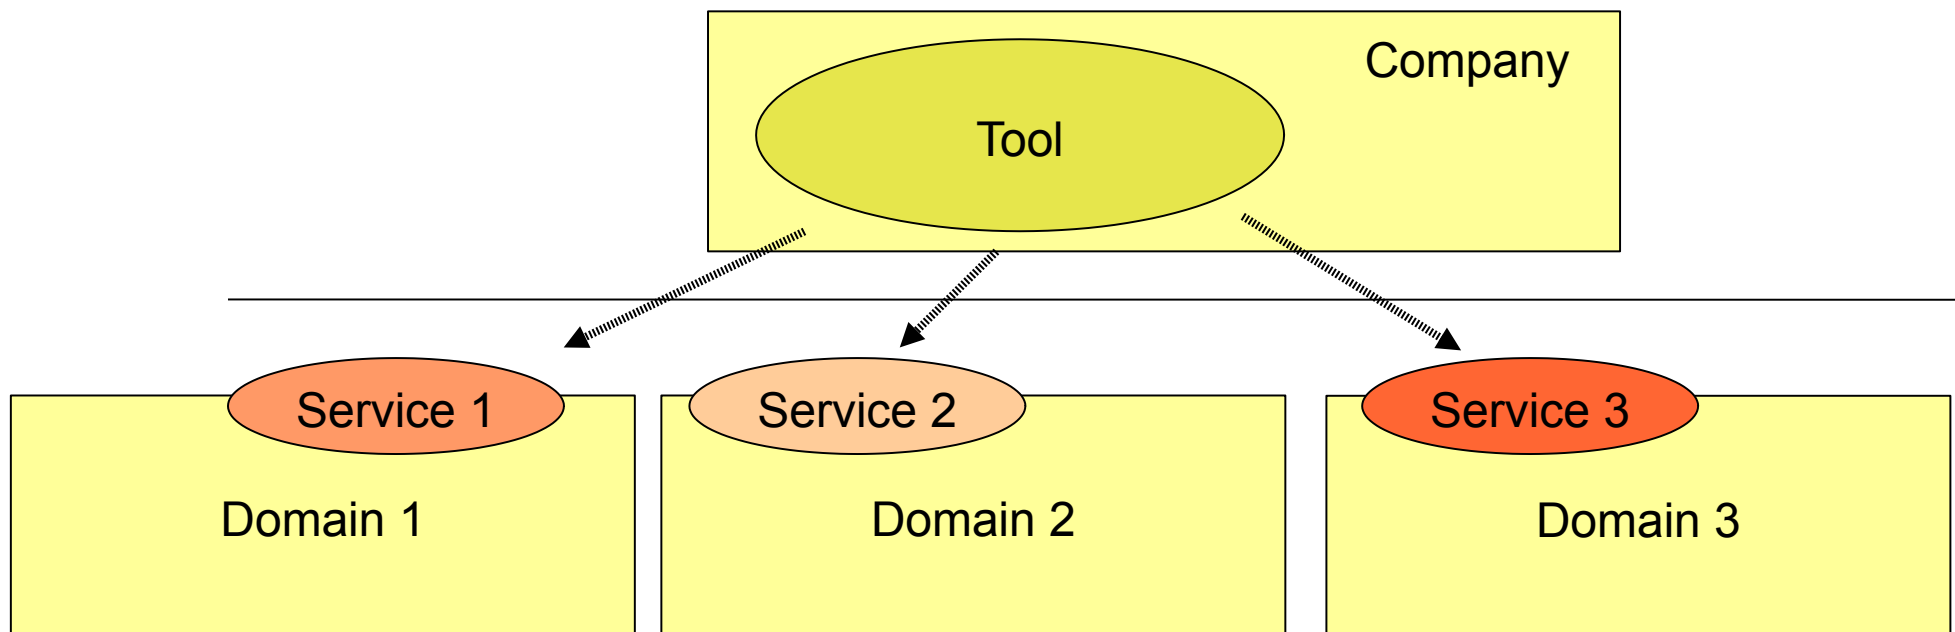 Company
Tool
Service 1
Service 2
Service 3
Domain 1
Domain 2
Domain 3